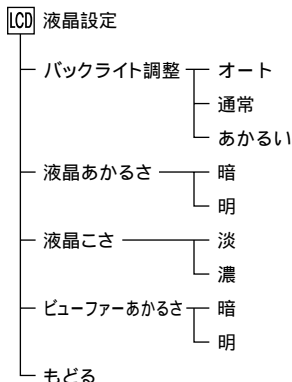 LCD 液晶設定
バックライト調整 オート
通常
あかるい
液晶あかるさ 暗
明
液晶こさ 淡
濃
ビューファーあかるさ 暗
明
もどる